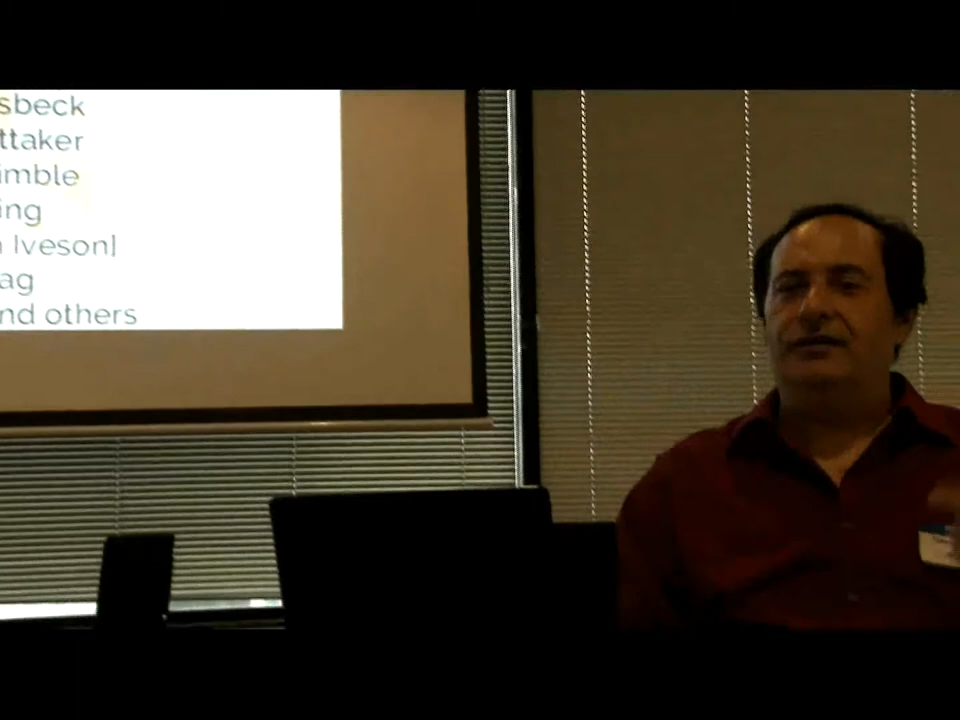 sbeck
ttaker
imble
ing
n Iveson]
ag
nd others